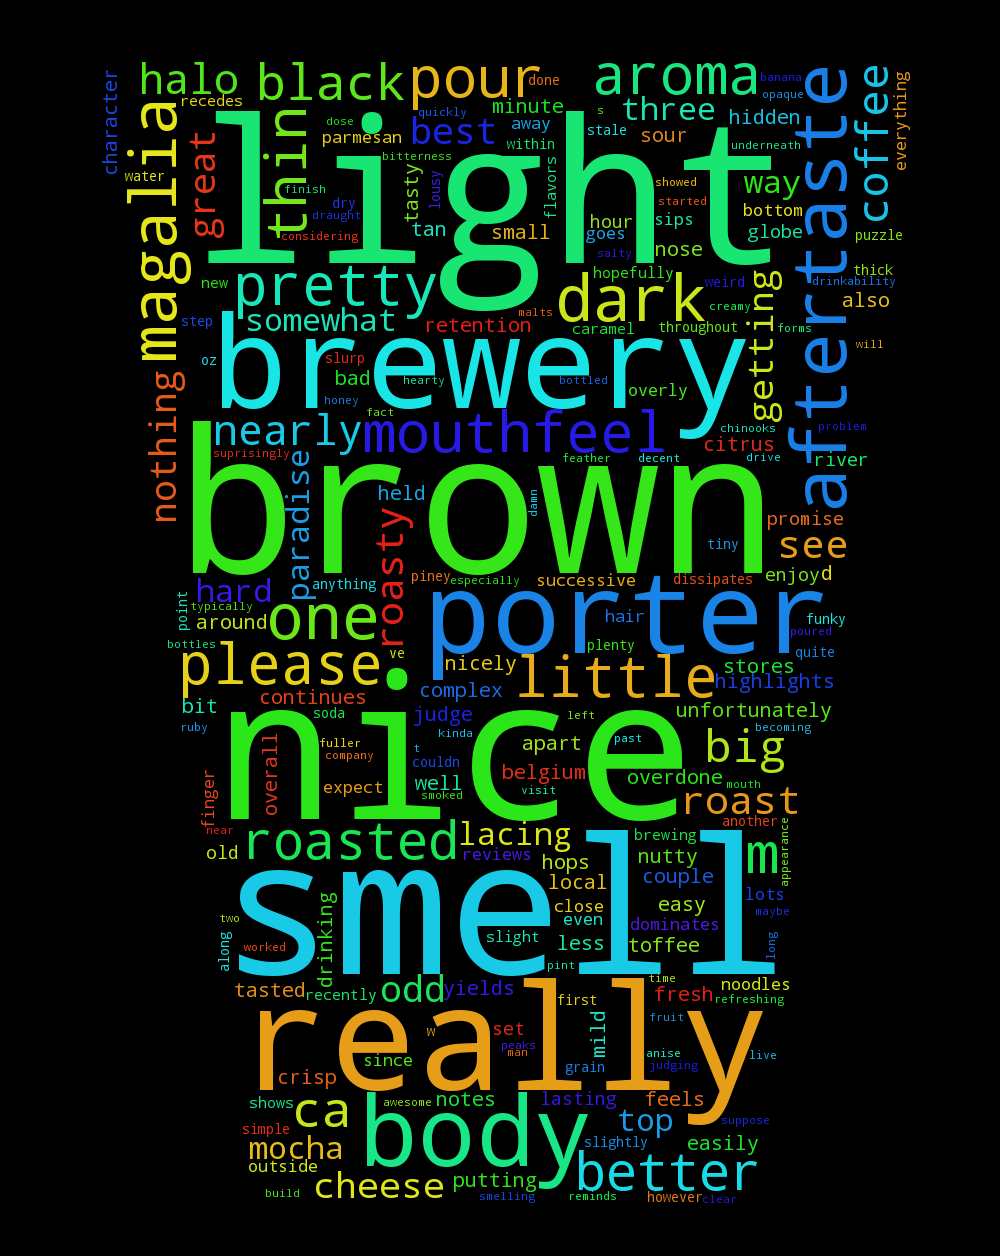 banana
halo
black
pour
done
aroma
aftertaste
coffee
everything
character
recedes
magalia
opaque
quickly
minute
three
hidden
s
dose
light
best
away
stale
sour
great
thin
parmesan
within
underneath
bitterness
water
tasty
lousy
flavors
showed
way
finish
dry
started
bottom
draught
tan
small
hour
sips
globe
puzzle
considering
goes
nose
salty
new
pretty
hopefully
thick
dark
weird
getting
drinkability
also
creamy
step
somewhat
malts
retention
caramel
throughout
forms
brewery
will
oz
slurp
bad
hearty
bottled
overly
nothing
honey
fact
nearly
mouthfeel
chinooks
problem
citrus
suprisingly
paradise
feather
decent
drive
river
brown
held
damn
promise
roasty
tiny
see
hard
anything
piney
especially
successive
dissipates
enjoyd
typically
point
around
one
porter
hair
funky
poured
bottles
please
ve
nicely
plenty
quite
little
stores
continues
complex
highlights
bit
soda
judge
left
unfortunately
ruby
nice
kinda
becoming
fuller
t
apart
past
big
company
couldn
overall
finger
belgium
overdone
expect
well
visit
mouth
smoked
roast
near
another
roasted
lacing
brewing
m
appearance
old
reviews
hops
nutty
local
couple
easy
lots
two
close
maybe
smell
even
dominates
along
worked
drinking
slight
less
toffee
long
pint
tasted
recently
odd
yields
time
noodles
first
fresh
refreshing
really
w
set
mild
fruit
peaks
since
man
anise
live
crisp
grain
judging
shows
ca
awesome
notes
lasting
feels
simple
body
top
suppose
mocha
slightly
easily
outside
cheese
putting
better
build
smelling
reminds
however
clear